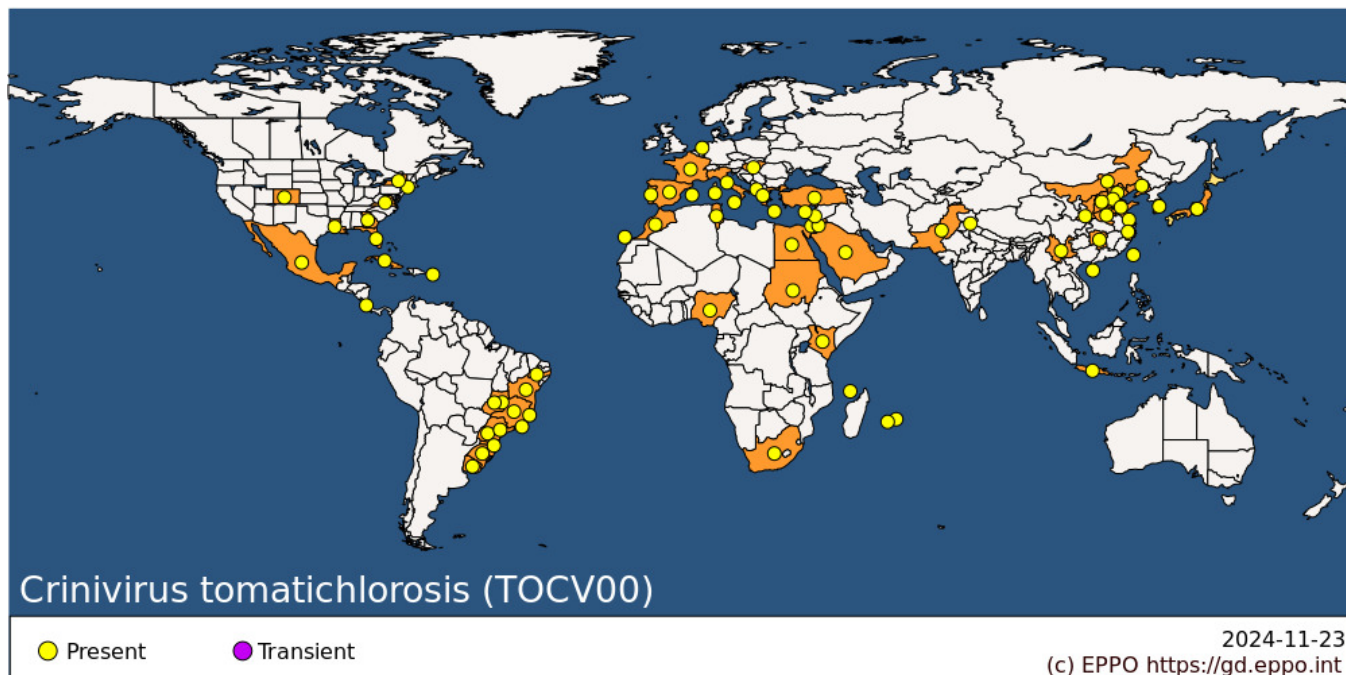 Crinivirus tomatichlorosis (TOCV00)
Present
Transient
2024-11-23
(c) EPPO https://gd.eppo.int